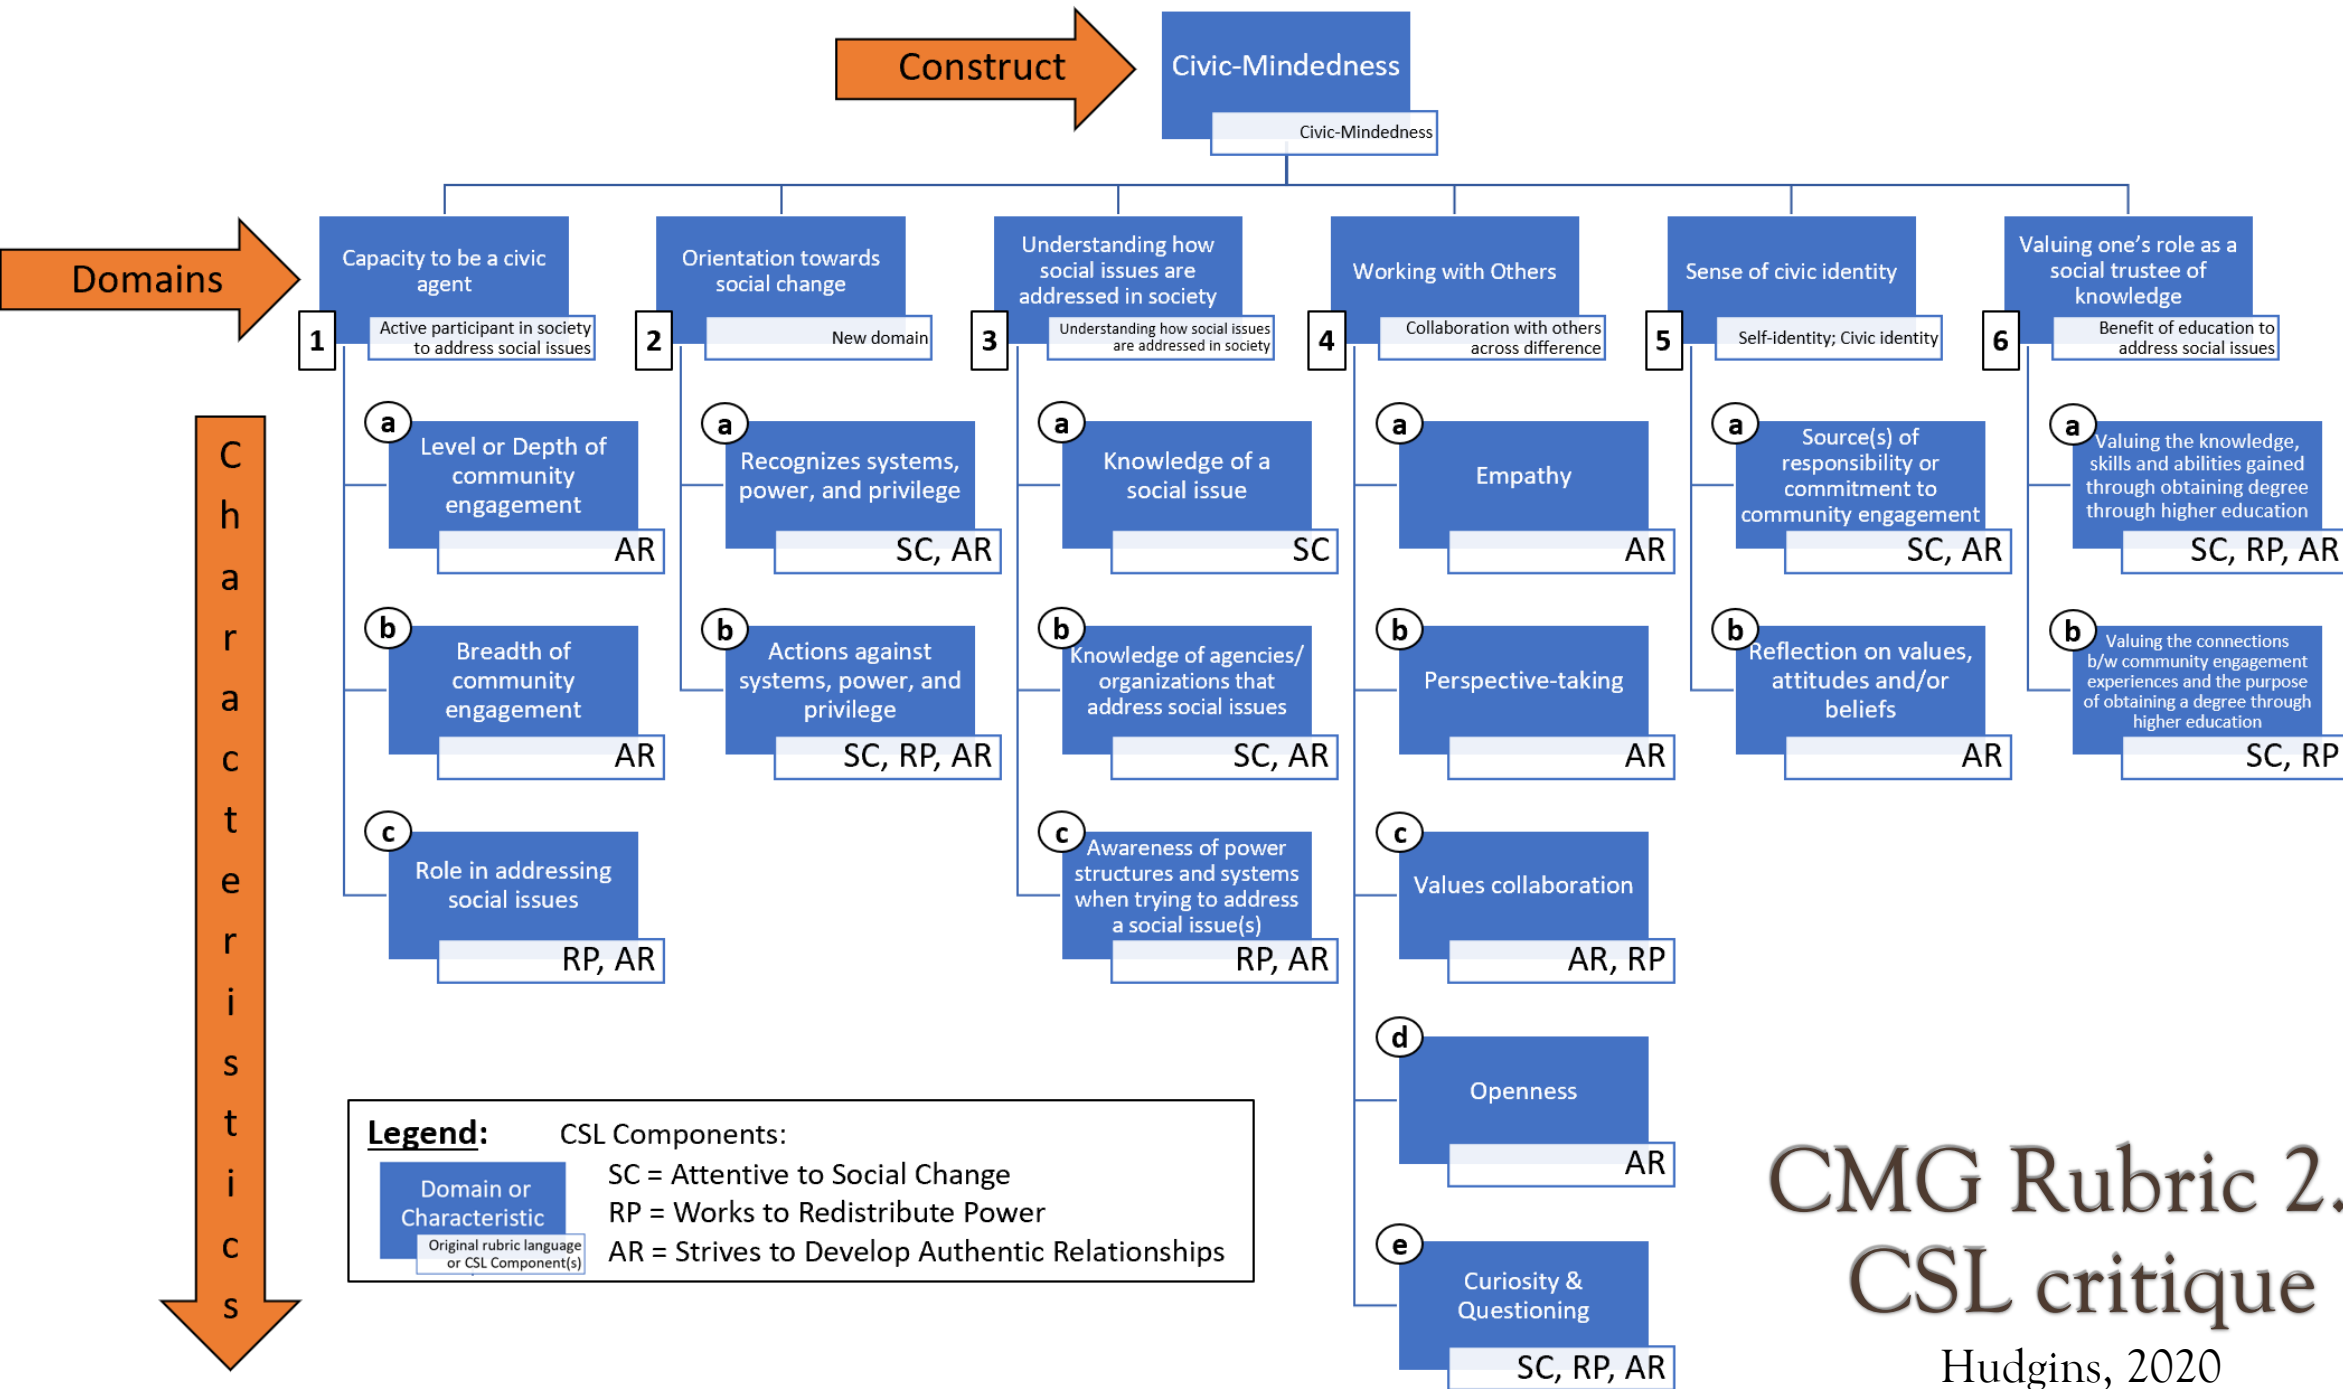 Construct
Civic-Mindedness
Civic-Mindedness
Domains
Capacity to be a civic
agent
Active participant in society
to address social issues
1
Orientation towards
social change
New domain
2
Understanding how
social issues are
addressed in society
Understanding how social issues
are addressed in society
3
Working with Others
Collaboration with others
across difference
4
Sense of civic identity
Self-identity; Civic identity
5
Valuing one’s role as a
social trustee of
knowledge
Benefit of education to
address social issues
6
Characteristics
a
Level or Depth of
community
engagement
AR
b
Breadth of
community
engagement
AR
c
Role in addressing
social issues
RP, AR
a
Recognizes systems,
power, and privilege
SC, AR
b
Actions against
systems, power, and
privilege
SC, RP, AR
a
Knowledge of a
social issue
SC
b
Knowledge of agencies/
organizations that
address social issues
SC, AR
c
Awareness of power
structures and systems
when trying to address
a social issue(s)
RP, AR
a
Empathy
AR
b
Perspective-taking
AR
c
Values collaboration
AR, RP
d
Openness
AR
e
Curiosity &
Questioning
SC, RP, AR
a
Source(s) of
responsibility or
commitment to
community engagement
SC, AR
b
Reflection on values,
attitudes and/or
beliefs
AR
a
Valuing the knowledge,
skills and abilities gained
through obtaining degree
through higher education
SC, RP, AR
b
Valuing the connections
b/w community engagement
experiences and the purpose
of obtaining a degree through
higher education
SC, RP
Legend:
CSL Components:
Domain or
Characteristic
Original rubric language
or CSL Component(s)
SC = Attentive to Social Change
RP = Works to Redistribute Power
AR = Strives to Develop Authentic Relationships
CMG Rubric 2.
CSL critique
Hudgins, 2020